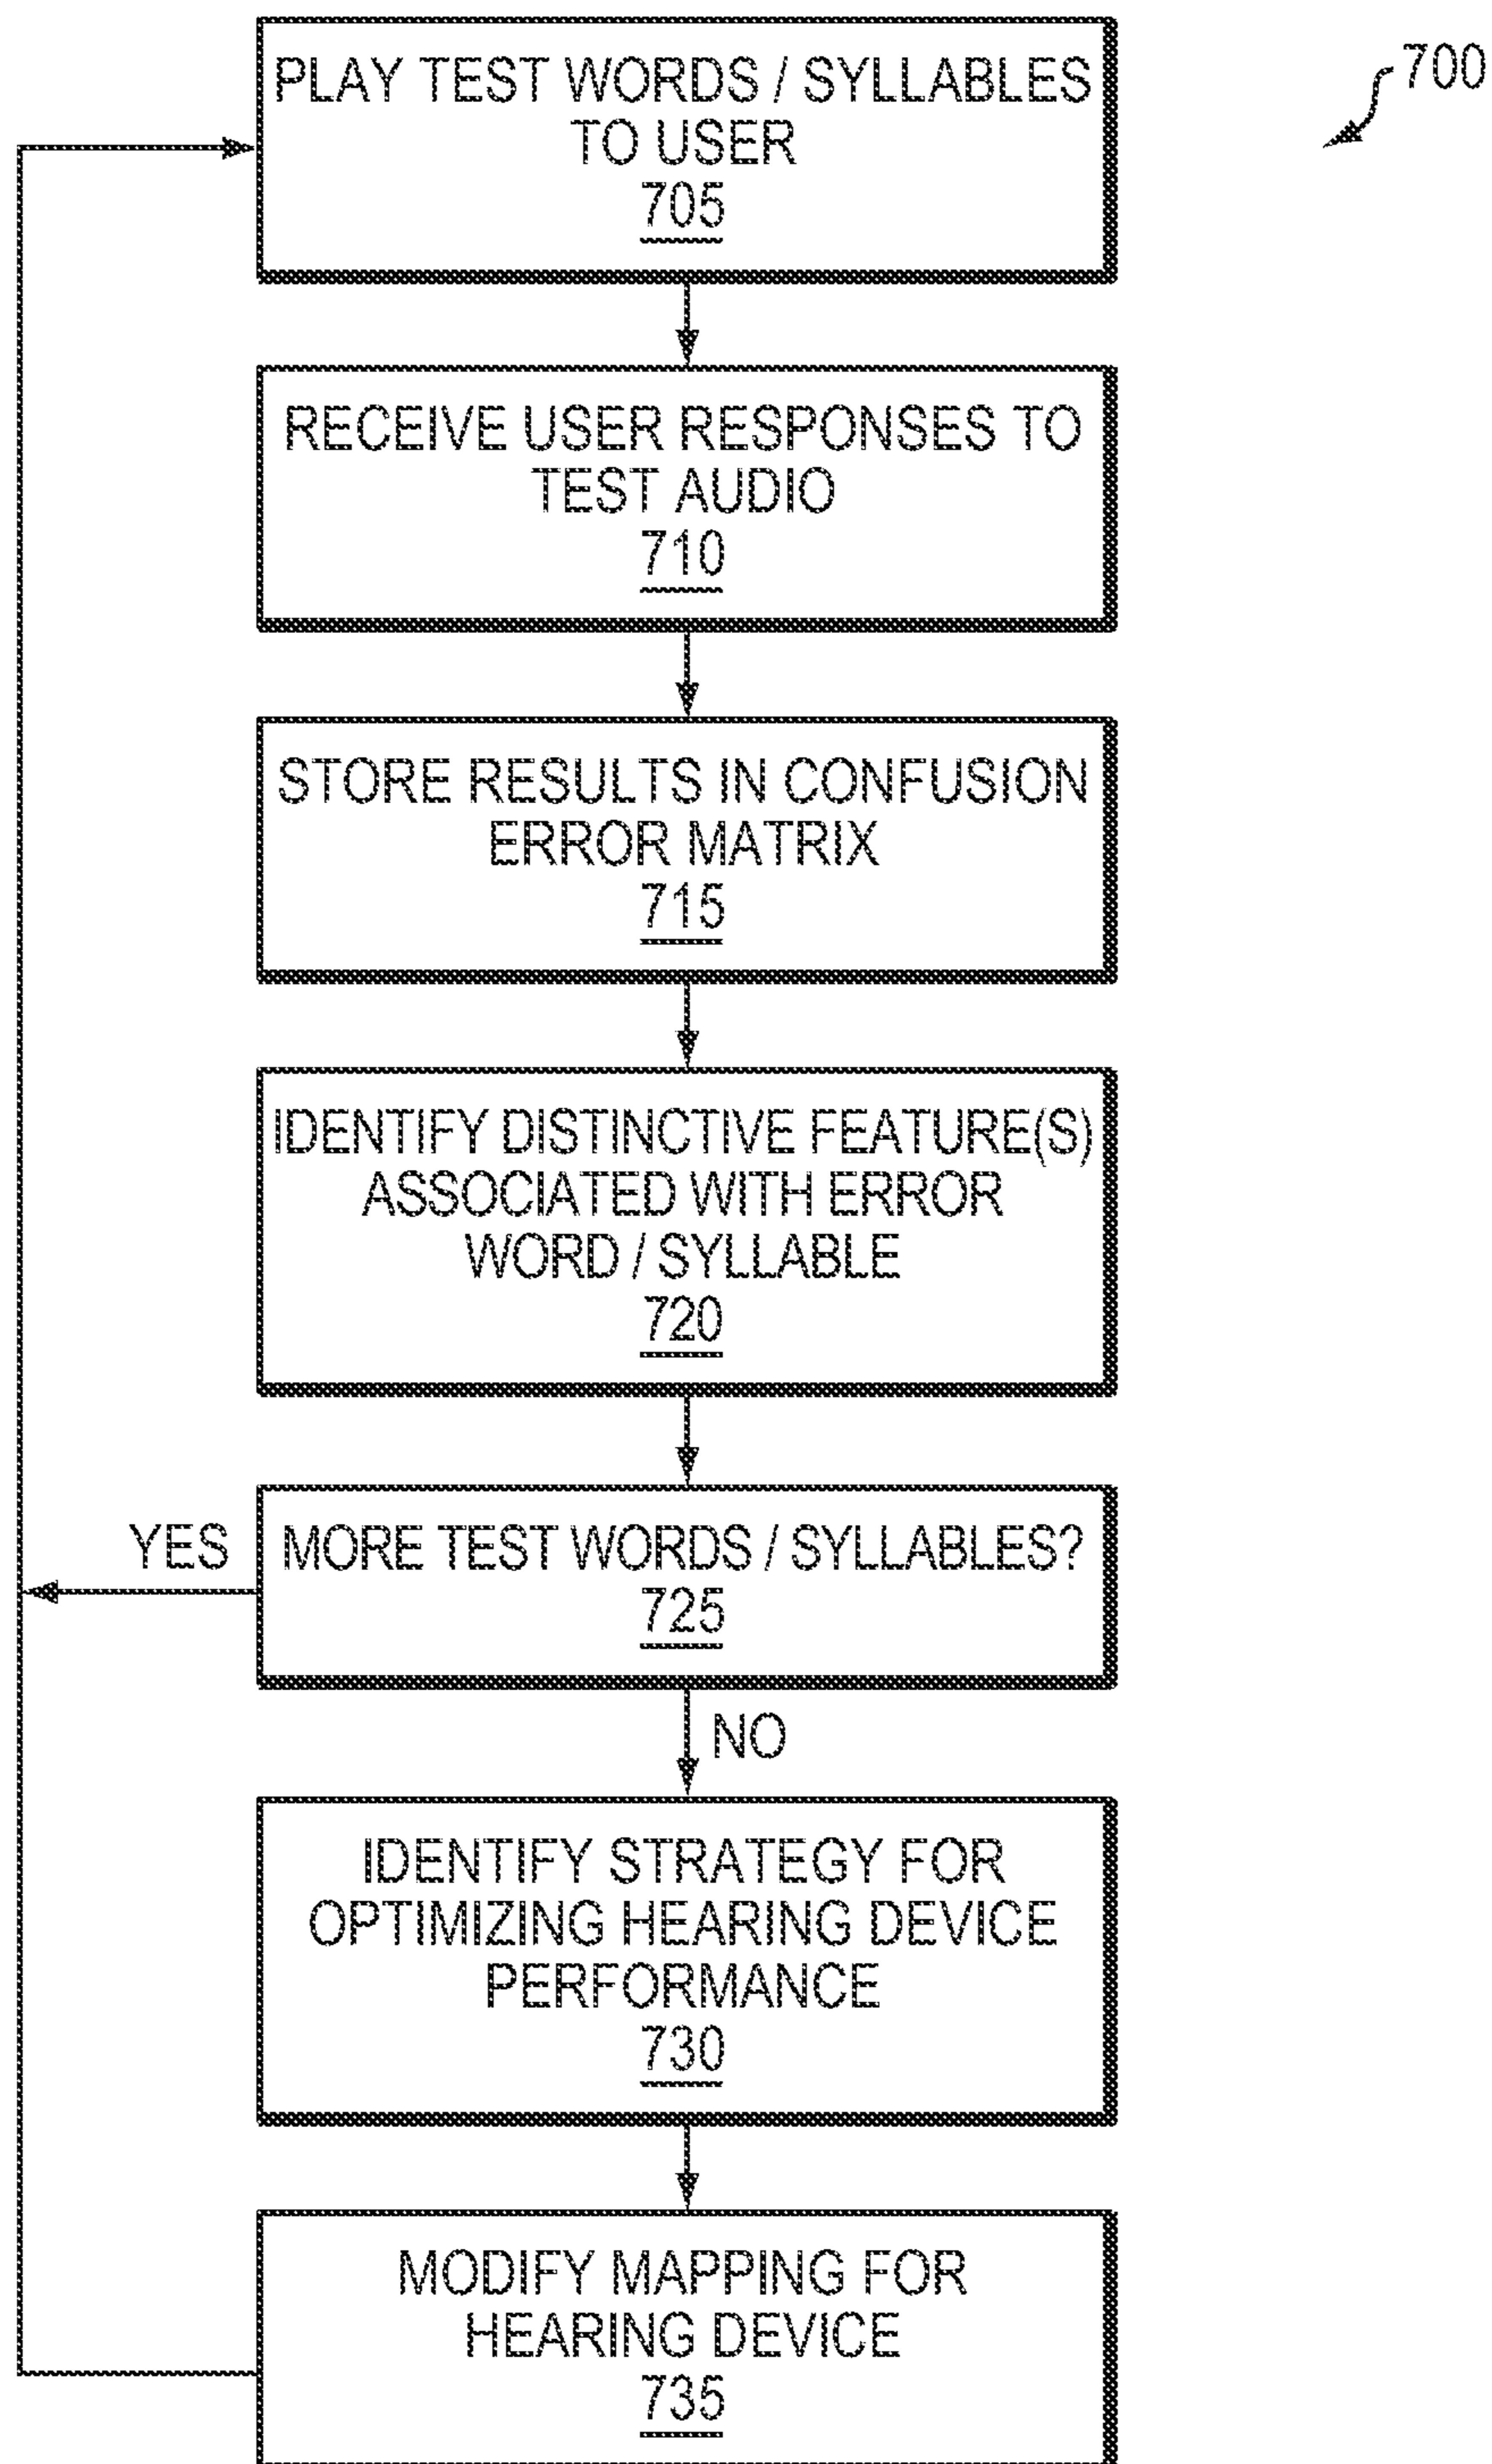 700
PLAY TEST WORDS / SYLLABLES
TO USER
705
RECEIVE USER RESPONSES TO
TEST AUDIO
710
STORE RESULTS IN CONFUSION
ERROR MATRIX
715
IDENTIFY DISTINCTIVE FEATURE(S)
ASSOCIATED WITH ERROR
WORD / SYLLABLE
720
YES
MORE TEST WORDS / SYLLABLES?
725
NO
IDENTIFY STRATEGY FOR
OPTIMIZING HEARING DEVICE
PERFORMANCE
730
MODIFY MAPPING FOR
HEARING DEVICE
735